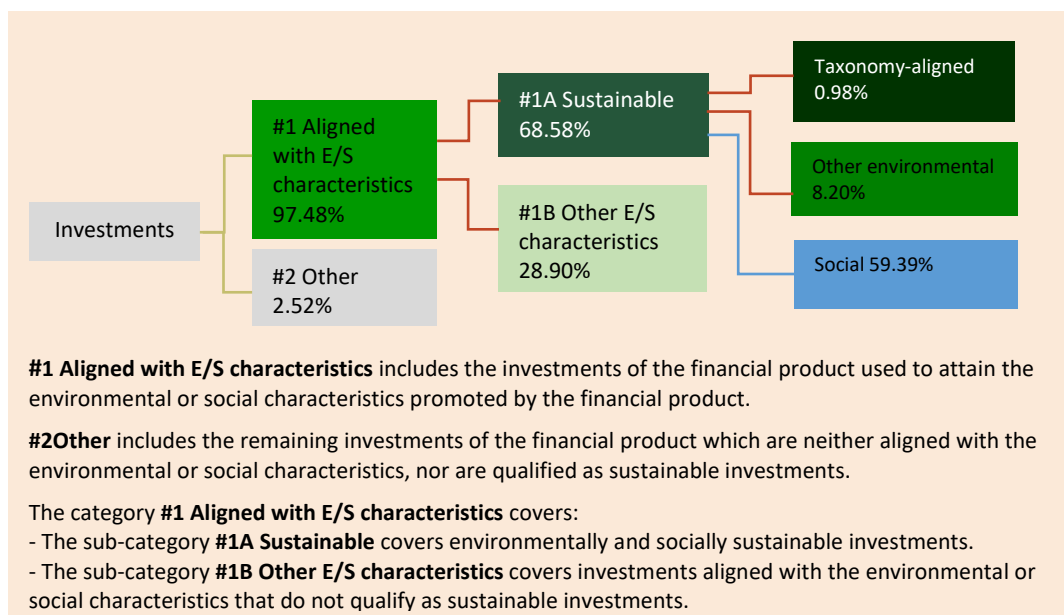 Investments
#1 Aligned
with E/S
characteristics
97.48%
#2 Other
2.52%
#1A Sustainable
68.58%
#1B Other E/S
characteristics
28.90%
Taxonomy-aligned
0.98%
Other environmental
8.20%
Social 59.39%
#1 Aligned with E/S characteristics includes the investments of the financial product used to attain the
environmental or social characteristics promoted by the financial product.
#2Other includes the remaining investments of the financial product which are neither aligned with the
environmental or social characteristics, nor are qualified as sustainable investments.
The category #1 Aligned with E/S characteristics covers:
- The sub-category #1A Sustainable covers environmentally and socially sustainable investments.
- The sub-category #1B Other E/S characteristics covers investments aligned with the environmental or
social characteristics that do not qualify as sustainable investments.